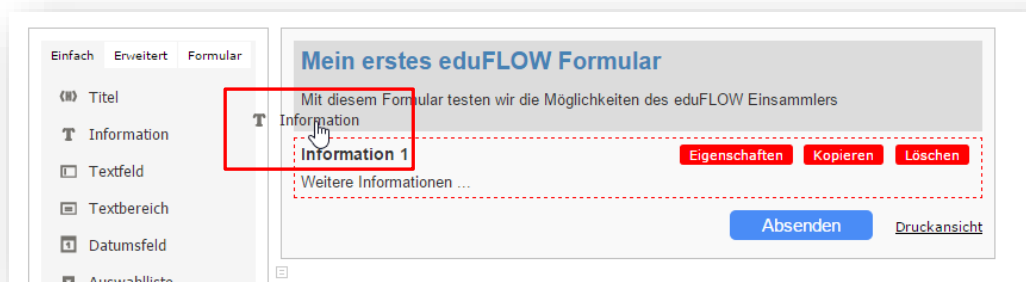 Einfach Erweitert Formular
Titel
Information
Textfeld
Textbereich
Datumsfeld
Auswahlliste
Mein erstes eduFLOW Formular
Mit diesem Formular testen wir die Möglichkeiten des eduFLOW Einsammlers
T Information
Information 1 Eigenschaften Kopieren Löschen
Weitere Informationen ...
Absenden Druckansicht